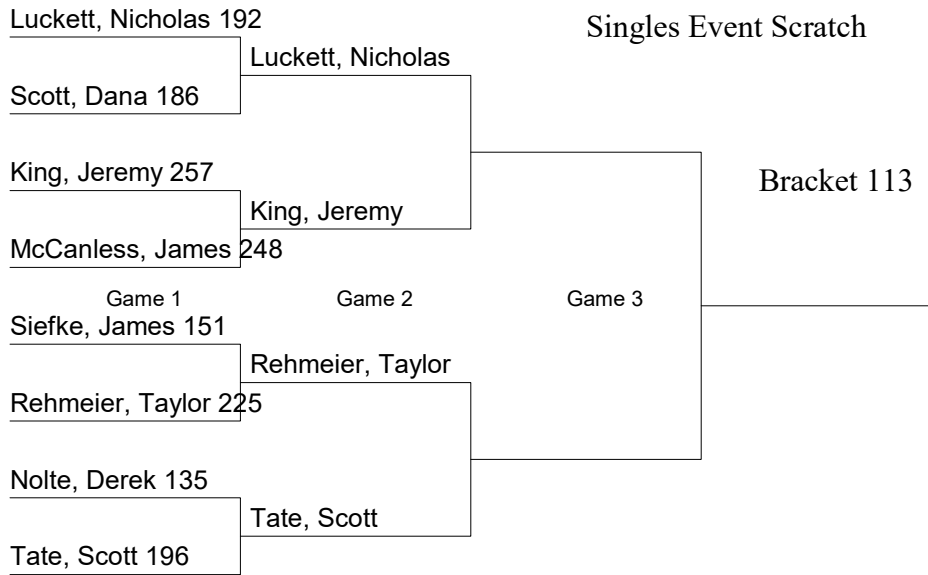 Luckett, Nicholas 192
Singles Event Scratch
Luckett, Nicholas
Scott, Dana 186
King, Jeremy 257
Bracket 113
King, Jeremy
McCanless, James 248
Game 1
Game 2
Game 3
Siefke, James 151
Rehmeier, Taylor
Rehmeier, Taylor 225
Nolte, Derek 135
Tate, Scott
Tate, Scott 196